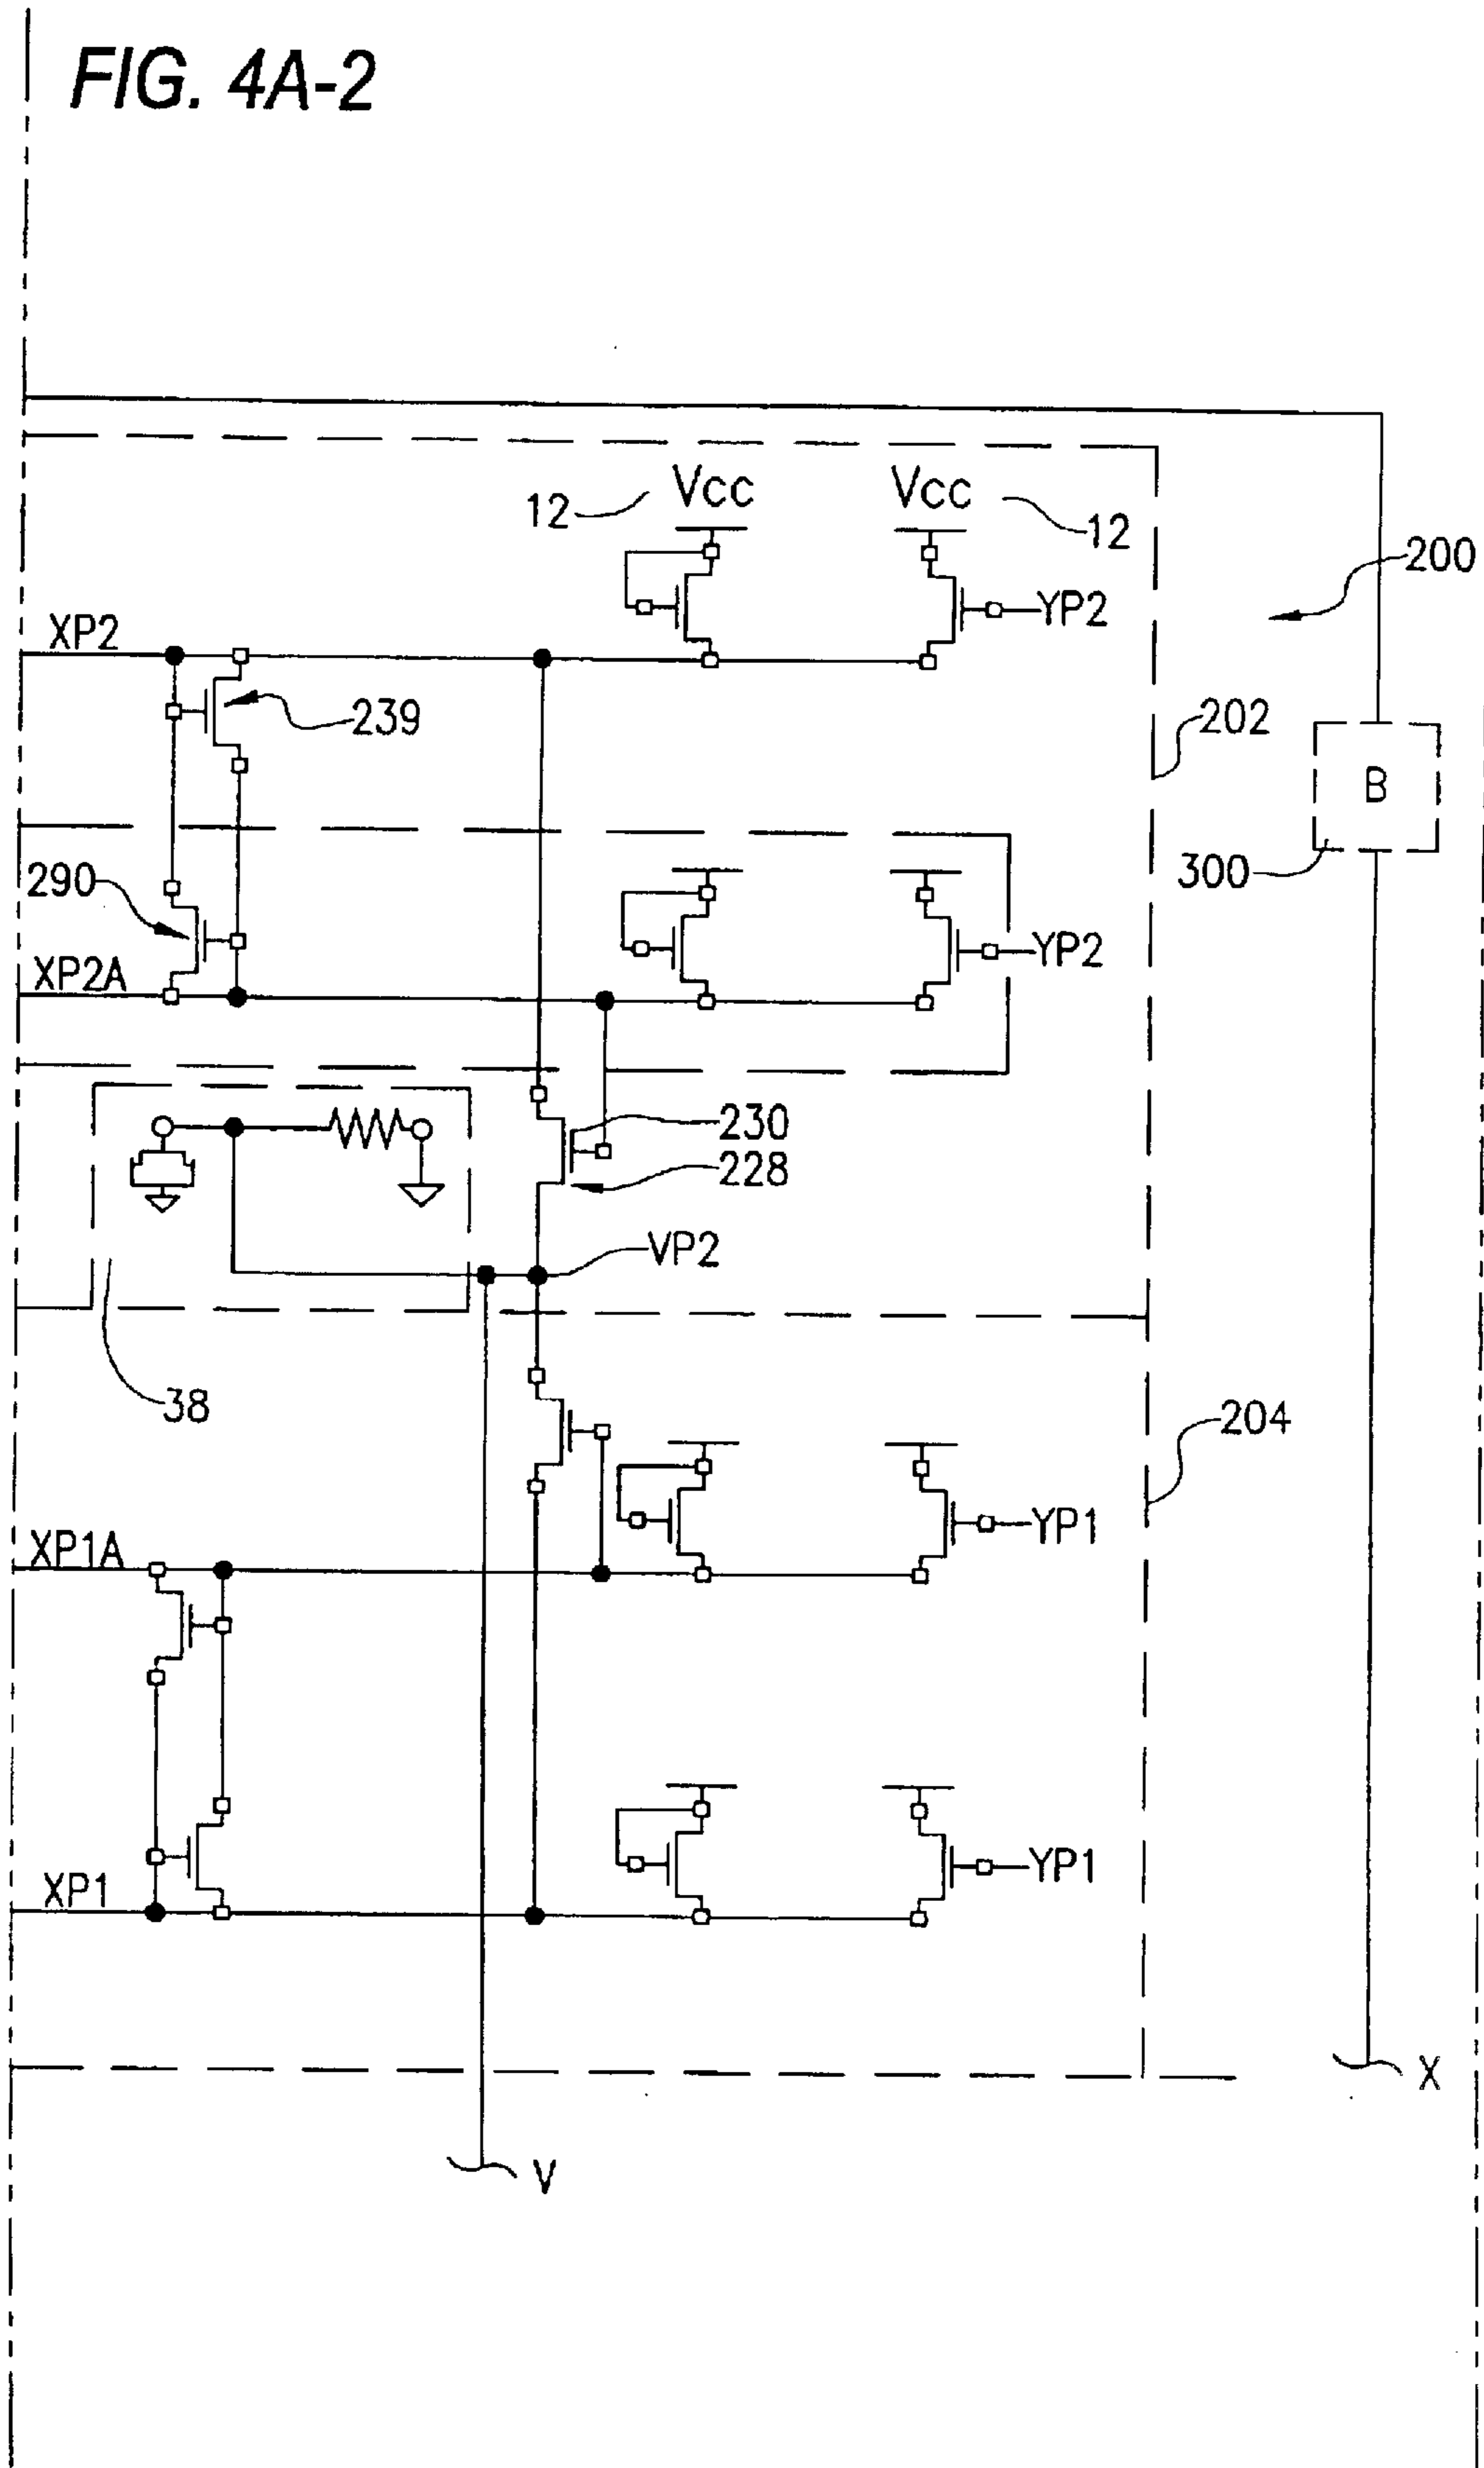 FIG. 4A-2
12
Vcc
Vcc
12
200
YP2
XP2
239
202
B
300
290
YP2
XP2A
230
228
VP2
38
204
XP1A
YP1
XP1
YP1
X
V